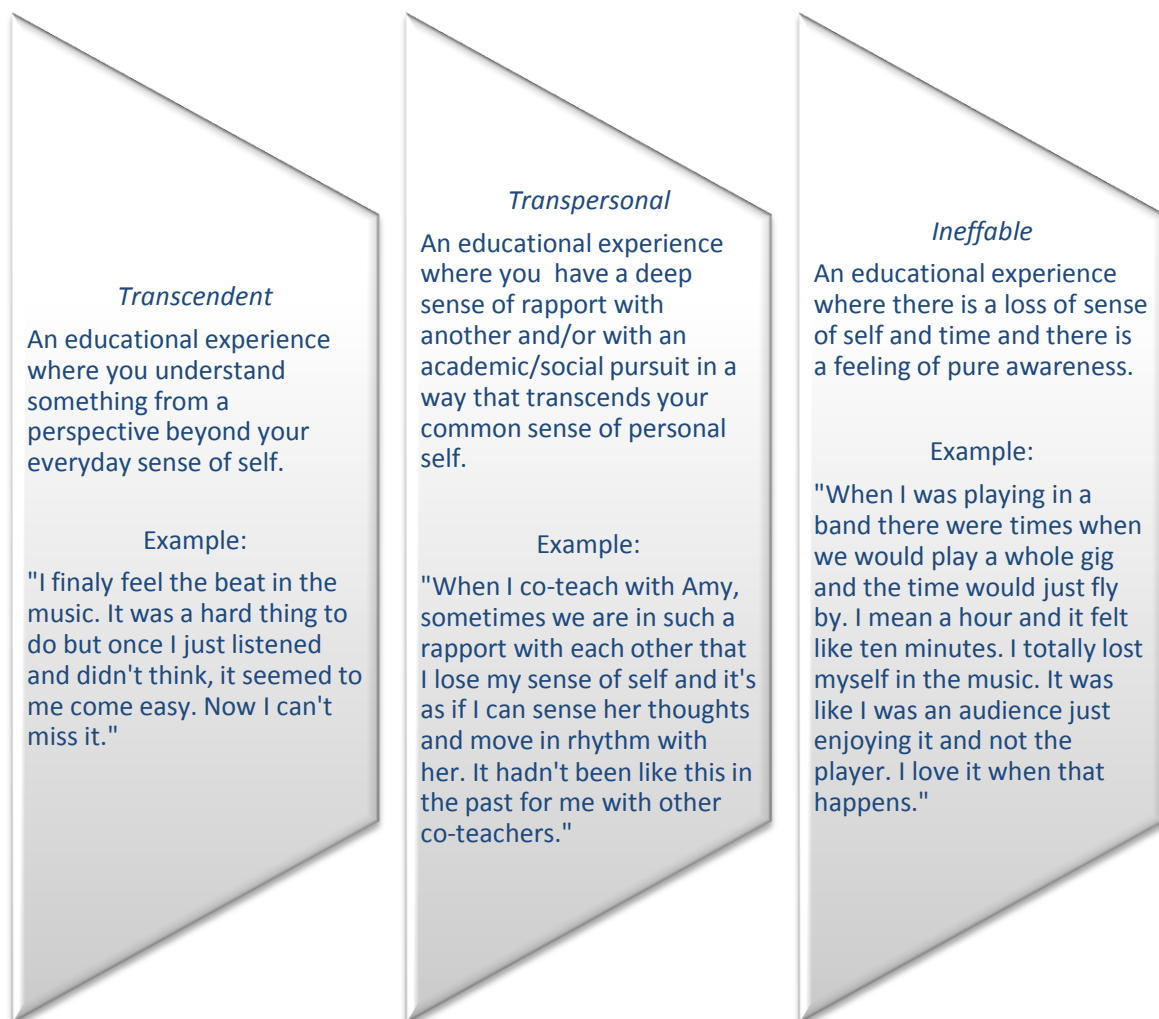 Transcendent
An educational experience
where you understand
something from a
perspective beyond your
everyday sense of self.
Example:
"I finaly feel the beat in the
music. It was a hard thing to
do but once I just listened
and didn't think, it seemed to
me come easy. Now I can't
miss it."
Transpersonal
An educational experience
where you  have a deep
sense of rapport with
another and/or with an
academic/social pursuit in a
way that transcends your
common sense of personal
self.
Example:
"When I co-teach with Amy,
sometimes we are in such a
rapport with each other that
I lose my sense of self and it's
as if I can sense her thoughts
and move in rhythm with
her. It hadn't been like this in
the past for me with other
co-teachers."
Ineffable
An educational experience
where there is a loss of sense
of self and time and there is
a feeling of pure awareness.
Example:
"When I was playing in a
band there were times when
we would play a whole gig
and the time would just fly
by. I mean a hour and it felt
like ten minutes. I totally lost
myself in the music. It was
like I was an audience just
enjoying it and not the
player. I love it when that
happens."